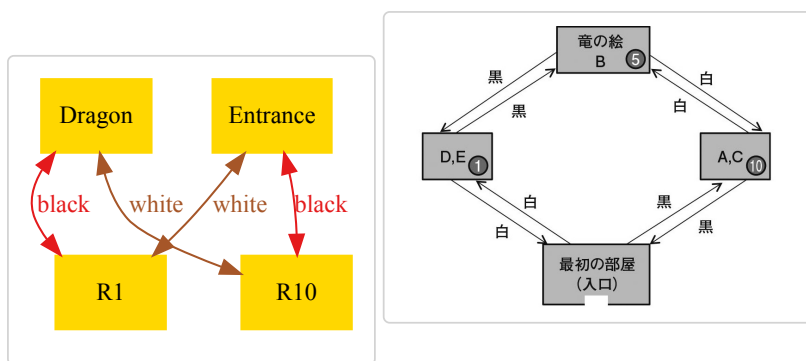 Dragon
Entrance
black
white
white
black
R1
R10
竜の絵
B
5
黒
黒
白
白
D,E
1
A,C
10
白
白
黒
黒
最初の部屋
(入口)